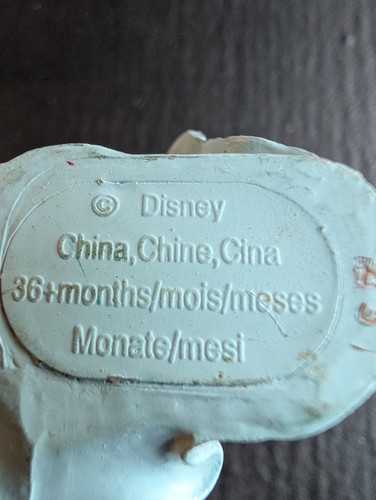 © Disney
China,Chine,Cina
36+months/mois/meses
Monate/mesi